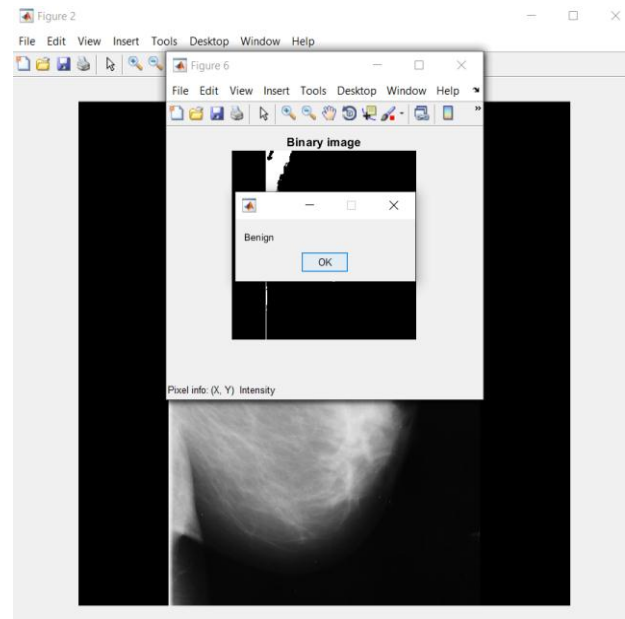 Figure 2
File Edit View Insert Tools Desktop Window Help
Figure 6
File Edit View Insert Tools Desktop Window Help
Binary image
Benign
OK
Pixel info: (X, Y) Intensity